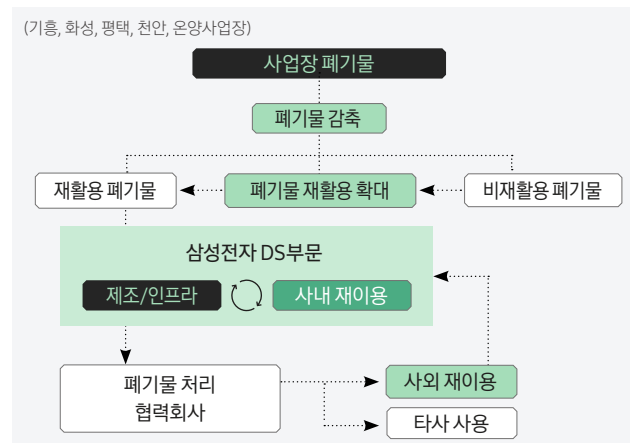 (기흥, 화성, 평택, 천안, 온양사업장)
사업장 폐기물
폐기물 감축
재활용 폐기물
폐기물 재활용 확대
비재활용 폐기물
삼성전자 DS부문
제조/인프라
사내 재이용
폐기물 처리
협력회사
사외 재이용
타사 사용